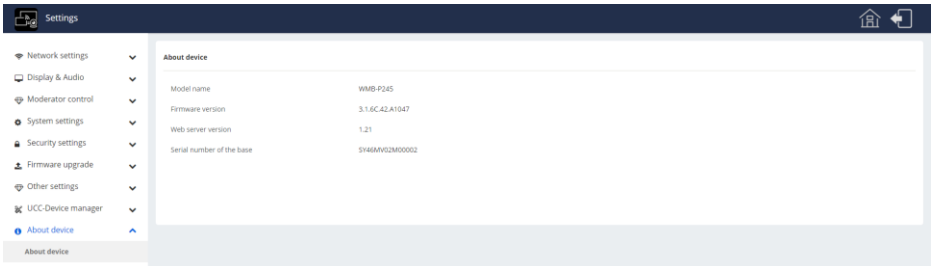 Settings
Network settings
Display & Audio
Moderator control
System settings
Security settings
Firmware upgrade
Other settings
UCC-Device manager
About device
About device
About device
Model name WMB-P245
Firmware version 3.1.6C.42.A1047
Web server version 1.21
Serial number of the base SY46MV02M00002